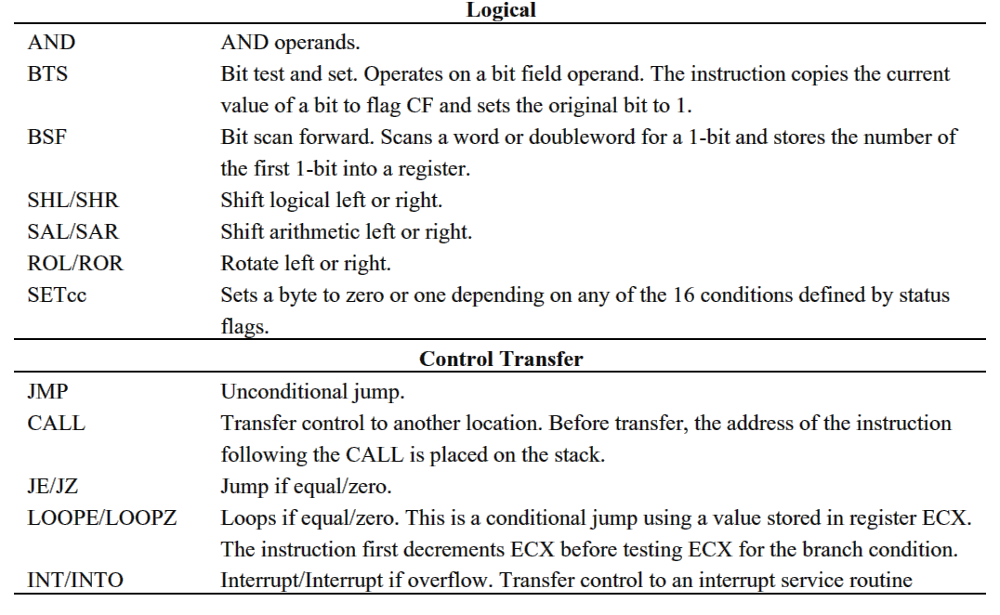 Logical
AND AND operands.
BTS Bit test and set. Operates on a bit field operand. The instruction copies the current
value of a bit to flag CF and sets the original bit to 1.
BSF Bit scan forward. Scans a word or doubleword for a 1-bit and stores the number of
the first 1-bit into a register.
SHL/SHR Shift logical left or right.
SAL/SAR Shift arithmetic left or right.
ROL/ROR Rotate left or right.
SETcc Sets a byte to zero or one depending on any of the 16 conditions defined by status
flags.
Control Transfer
JMP Unconditional jump.
CALL Transfer control to another location. Before transfer, the address of the instruction
following the CALL is placed on the stack.
JE/JZ Jump if equal/zero.
LOOPE/LOOPZ Loops if equal/zero. This is a conditional jump using a value stored in register ECX.
The instruction first decrements ECX before testing ECX for the branch condition.
INT/INTO Interrupt/Interrupt if overflow. Transfer control to an interrupt service routine